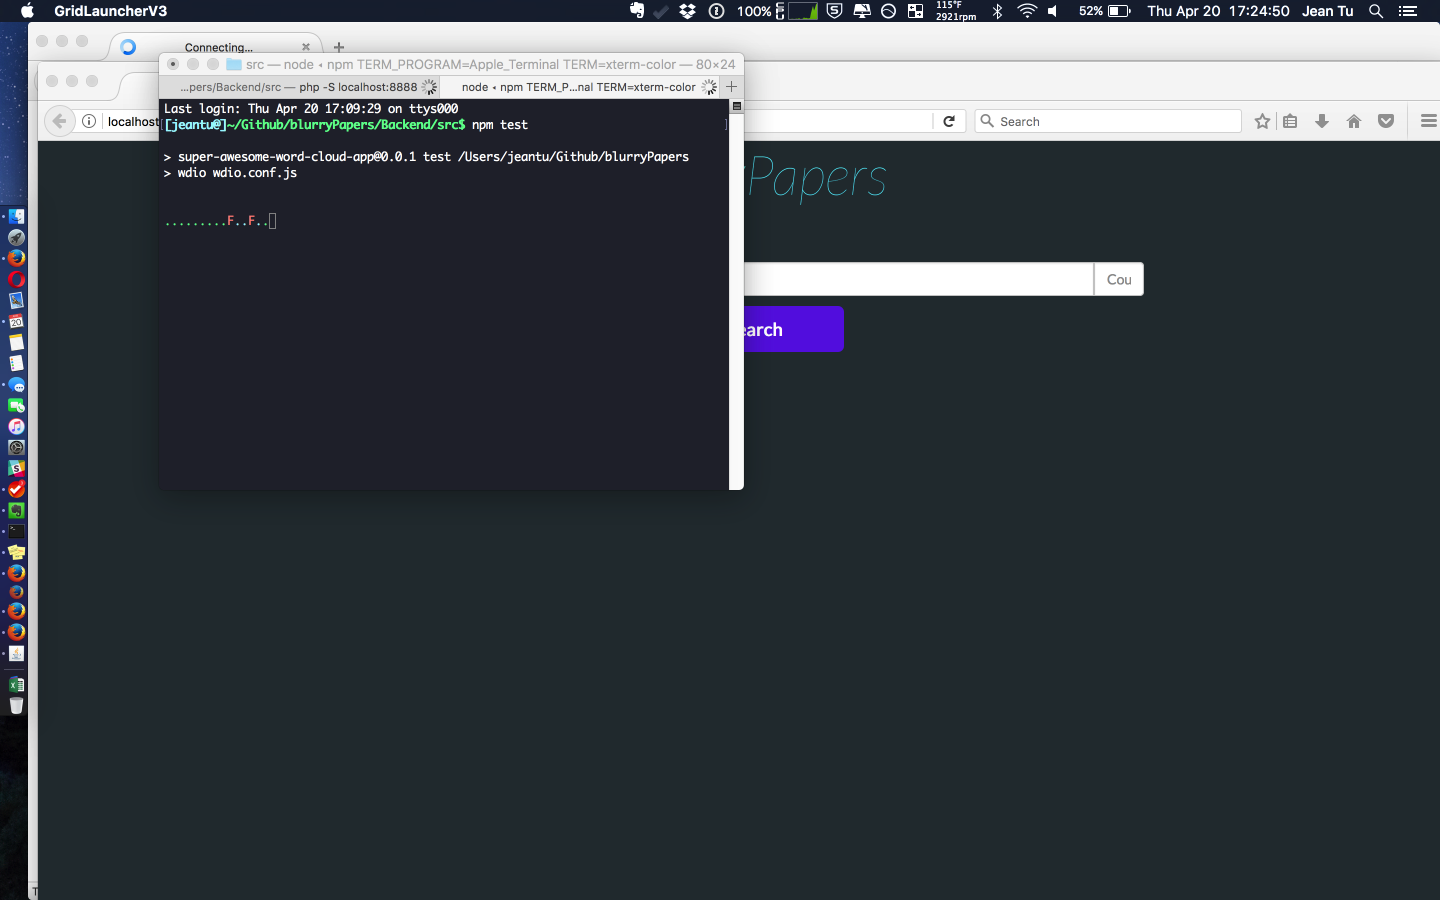 GridLauncherV3
100%
115°F
2921rpm
52%
Thu Apr 20 17:24:50
Jean Tu
Connecting...
src — node ◂ npm TERM_PROGRAM=Apple_Terminal TERM=xterm-color — 80×24
...pers/Backend/src — php -S localhost:8888
node ◂ npm TERM_P...nal TERM=xterm-color
Last login: Thu Apr 20 17:09:29 on ttys000
[jeantu@]~/Github/blurryPapers/Backend/src$ npm test
> super-awesome-word-cloud-app@0.0.1 test /Users/jeantu/Github/blurryPapers
> wdio wdio.conf.js
.........F..F..
localhost
Search
Papers
Cou
earch
20
T